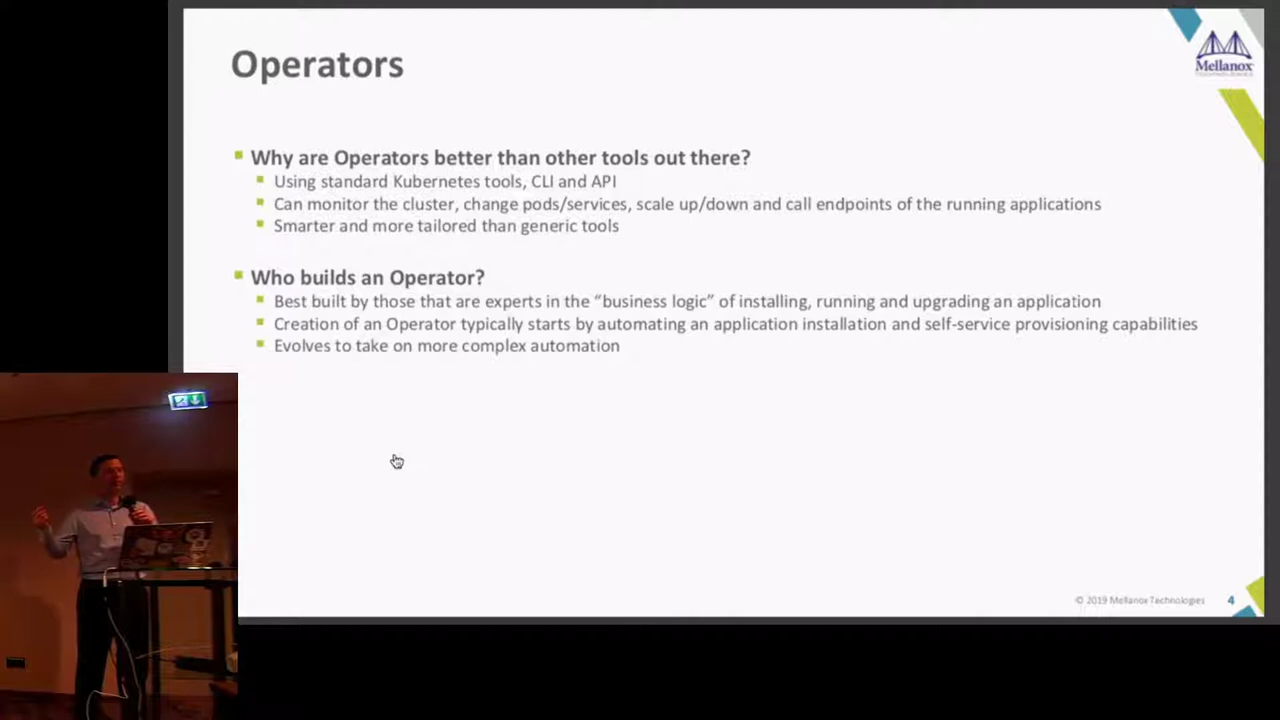 Operators
Mellanox
TECHNOLOGIES
Why are Operators better than other tools out there?
Using standard Kubernetes tools, CLI and API
Can monitor the cluster, change pods/services, scale up/down and call endpoints of the running applications
Smarter and more tailored than generic tools
Who builds an Operator?
Best built by those that are experts in the “business logic” of installing, running and upgrading an application
Creation of an Operator typically starts by automating an application installation and self-service provisioning capabilities
Evolves to take on more complex automation
© 2019 Mellanox Technologies 4